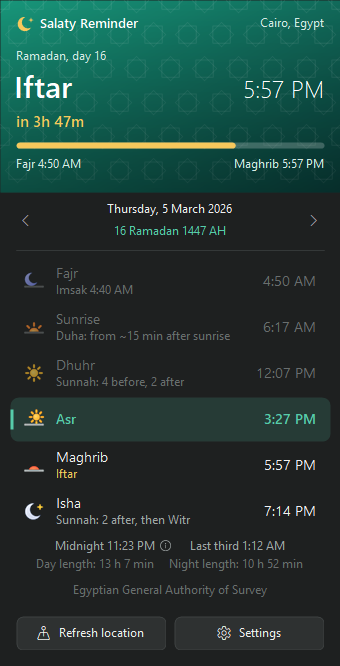 Salaty Reminder
Cairo, Egypt
Ramadan, day 16
Iftar 5:57 PM
in 3h 47m
Fajr 4:50 AM Maghrib 5:57 PM
Thursday, 5 March 2026
16 Ramadan 1447 AH
Fajr 4:50 AM
Imsak 4:40 AM
Sunrise 6:17 AM
Duha: from ~15 min after sunrise
Dhuhr 12:07 PM
Sunnah: 4 before, 2 after
Asr 3:27 PM
Maghrib 5:57 PM
Iftar
Isha 7:14 PM
Sunnah: 2 after, then Witr
Midnight 11:23 PM Last third 1:12 AM
Day length: 13 h 7 min Night length: 10 h 52 min
Egyptian General Authority of Survey
Refresh location Settings